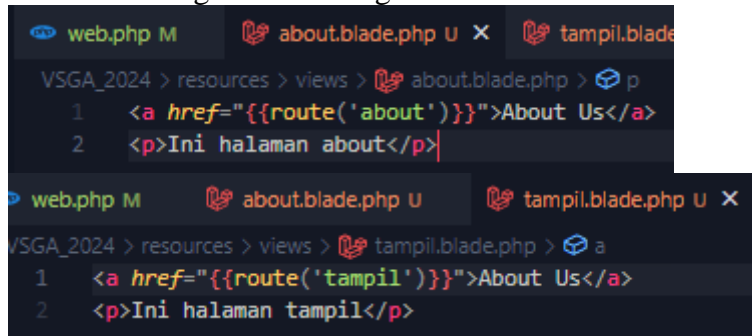 web.php M about.blade.php U X tampil.blade
VSGA_2024 > resources > views > about.blade.php > p
1 <a href="{{route('about')}}">About Us</a>
2 <p>Ini halaman about</p>
web.php M about.blade.php U tampil.blade.php U X
VSGA_2024 > resources > views > tampil.blade.php > a
1 <a href="{{route('tampil')}}">About Us</a>
2 <p>Ini halaman tampil</p>